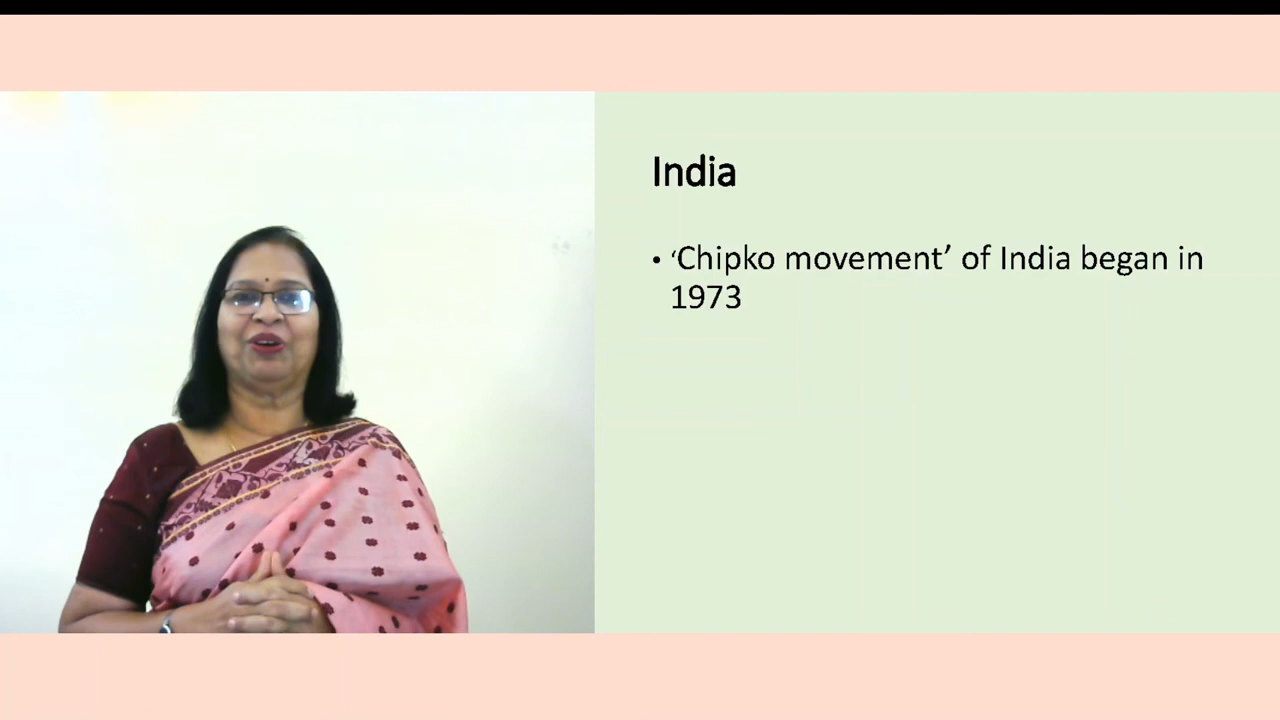 India
• ‘Chipko movement’ of India began in
1973